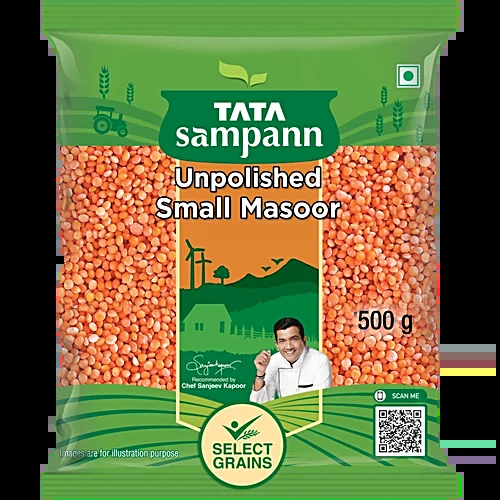 TATA
sampann
Unpolished
Small Masoor
500 g
Recommended by
Chef Sanjeev Kapoor
SCAN ME
SELECT
GRAINS
Images are for illustration purpose